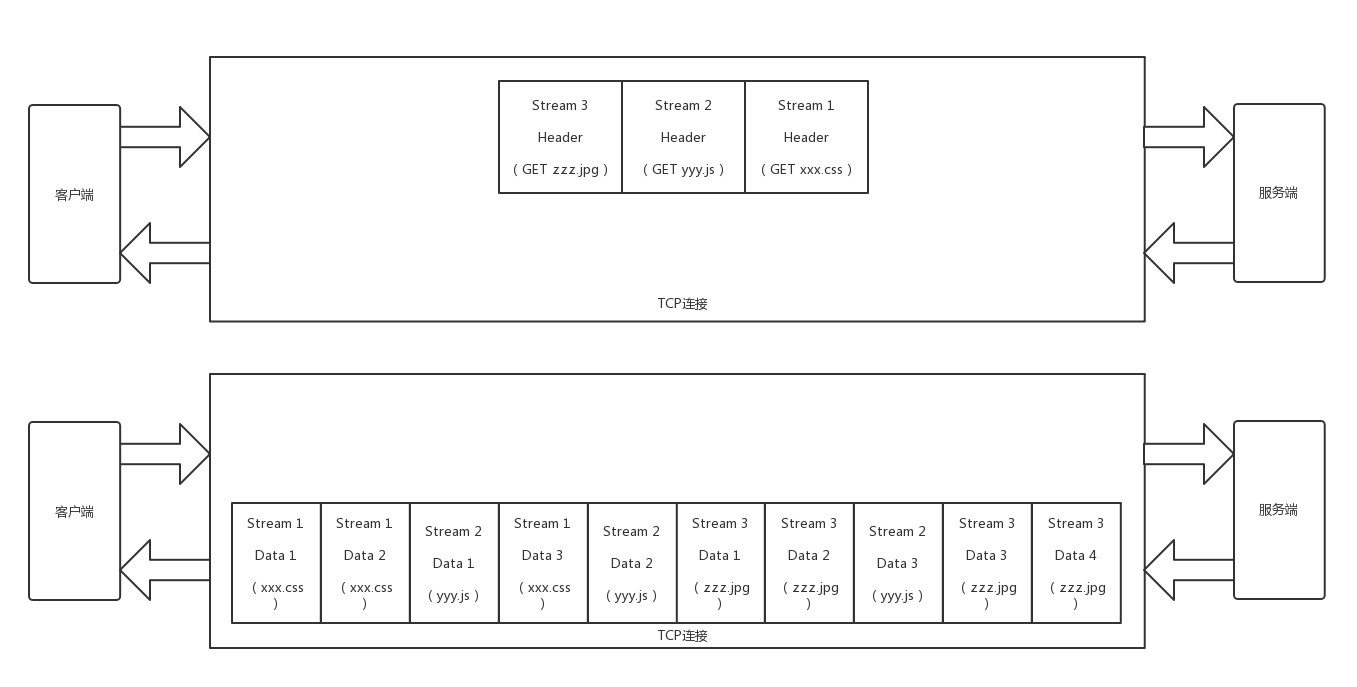 客户端
Stream 3
Header
( GET zzz.jpg )
Stream 2
Header
( GET yyy.js )
Stream 1
Header
( GET xxx.css )
TCP连接
服务端
客户端
Stream 1
Data 1
( xxx.css
)
Stream 1
Data 2
( xxx.css
)
Stream 2
Data 1
( yyy.js )
Stream 1
Data 3
( xxx.css
)
Stream 2
Data 2
( yyy.js )
Stream 3
Data 1
( zzz.jpg
)
Stream 3
Data 2
( zzz.jpg
)
Stream 2
Data 3
( yyy.js )
Stream 3
Data 3
( zzz.jpg
)
Stream 3
Data 4
( zzz.jpg
)
TCP连接
服务端